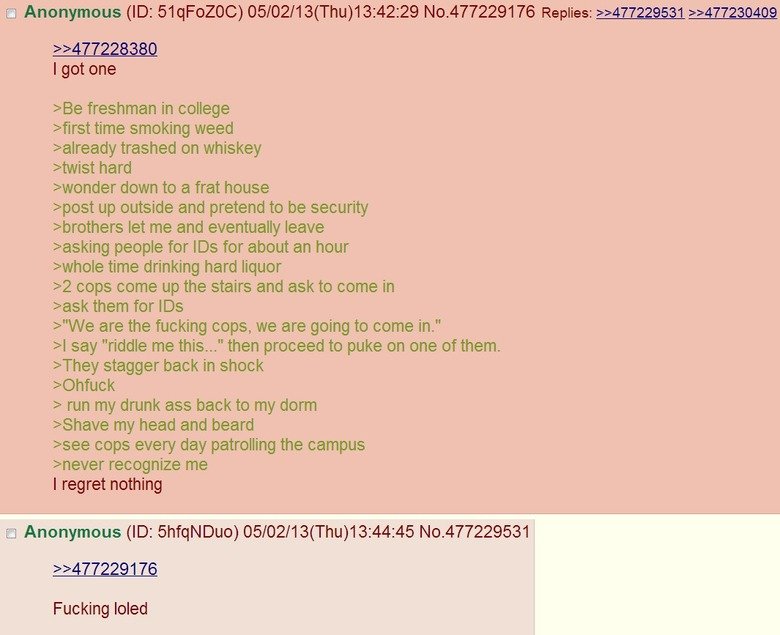 Anonymous (ID: 51qFoZ0C) 05/02/13(Thu)13:42:29 No.477229176 Replies: >>477229531 >>477230409
>>477228380
I got one
>Be freshman in college
>first time smoking weed
>already trashed on whiskey
>twist hard
>wonder down to a frat house
>post up outside and pretend to be security
>brothers let me and eventually leave
>asking people for IDs for about an hour
>whole time drinking hard liquor
>2 cops come up the stairs and ask to come in
>ask them for IDs
>"We are the fucking cops, we are going to come in."
>I say "riddle me this..." then proceed to puke on one of them.
>They stagger back in shock
>Ohfuck
> run my drunk ass back to my dorm
>Shave my head and beard
>see cops every day patrolling the campus
>never recognize me
I regret nothing
Anonymous (ID: 5hfqNDuo) 05/02/13(Thu)13:44:45 No.477229531
>>477229176
Fucking loled